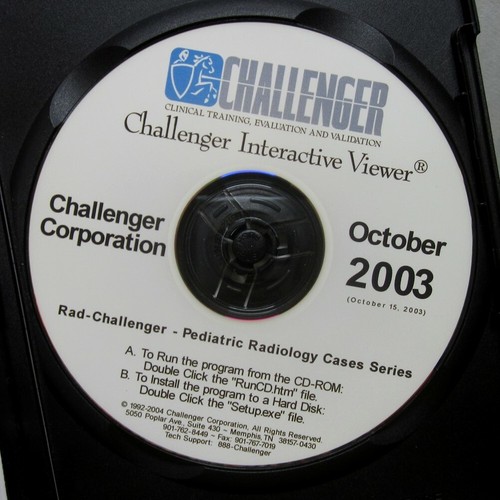 CHALLENGER
CLINICAL TRAINING, EVALUATION AND VALIDATION
Challenger Interactive Viewer®
Challenger
Corporation
October
2003
(October 15, 2003)
Rad-Challenger - Pediatric Radiology Cases Series
A. To Run the program from the CD-ROM:
Double Click the "RunCD.htm" file.
B. To Install the program to a Hard Disk:
Double Click the "Setup.exe" file.
© 1992-2004 Challenger Corporation, All Rights Reserved.
5050 Poplar Ave, Suite 430 ~ Memphis, TN 38157-0430
901-762-8449 ~ Fax: 901-767-7019
Tech Support: 888-Challenger